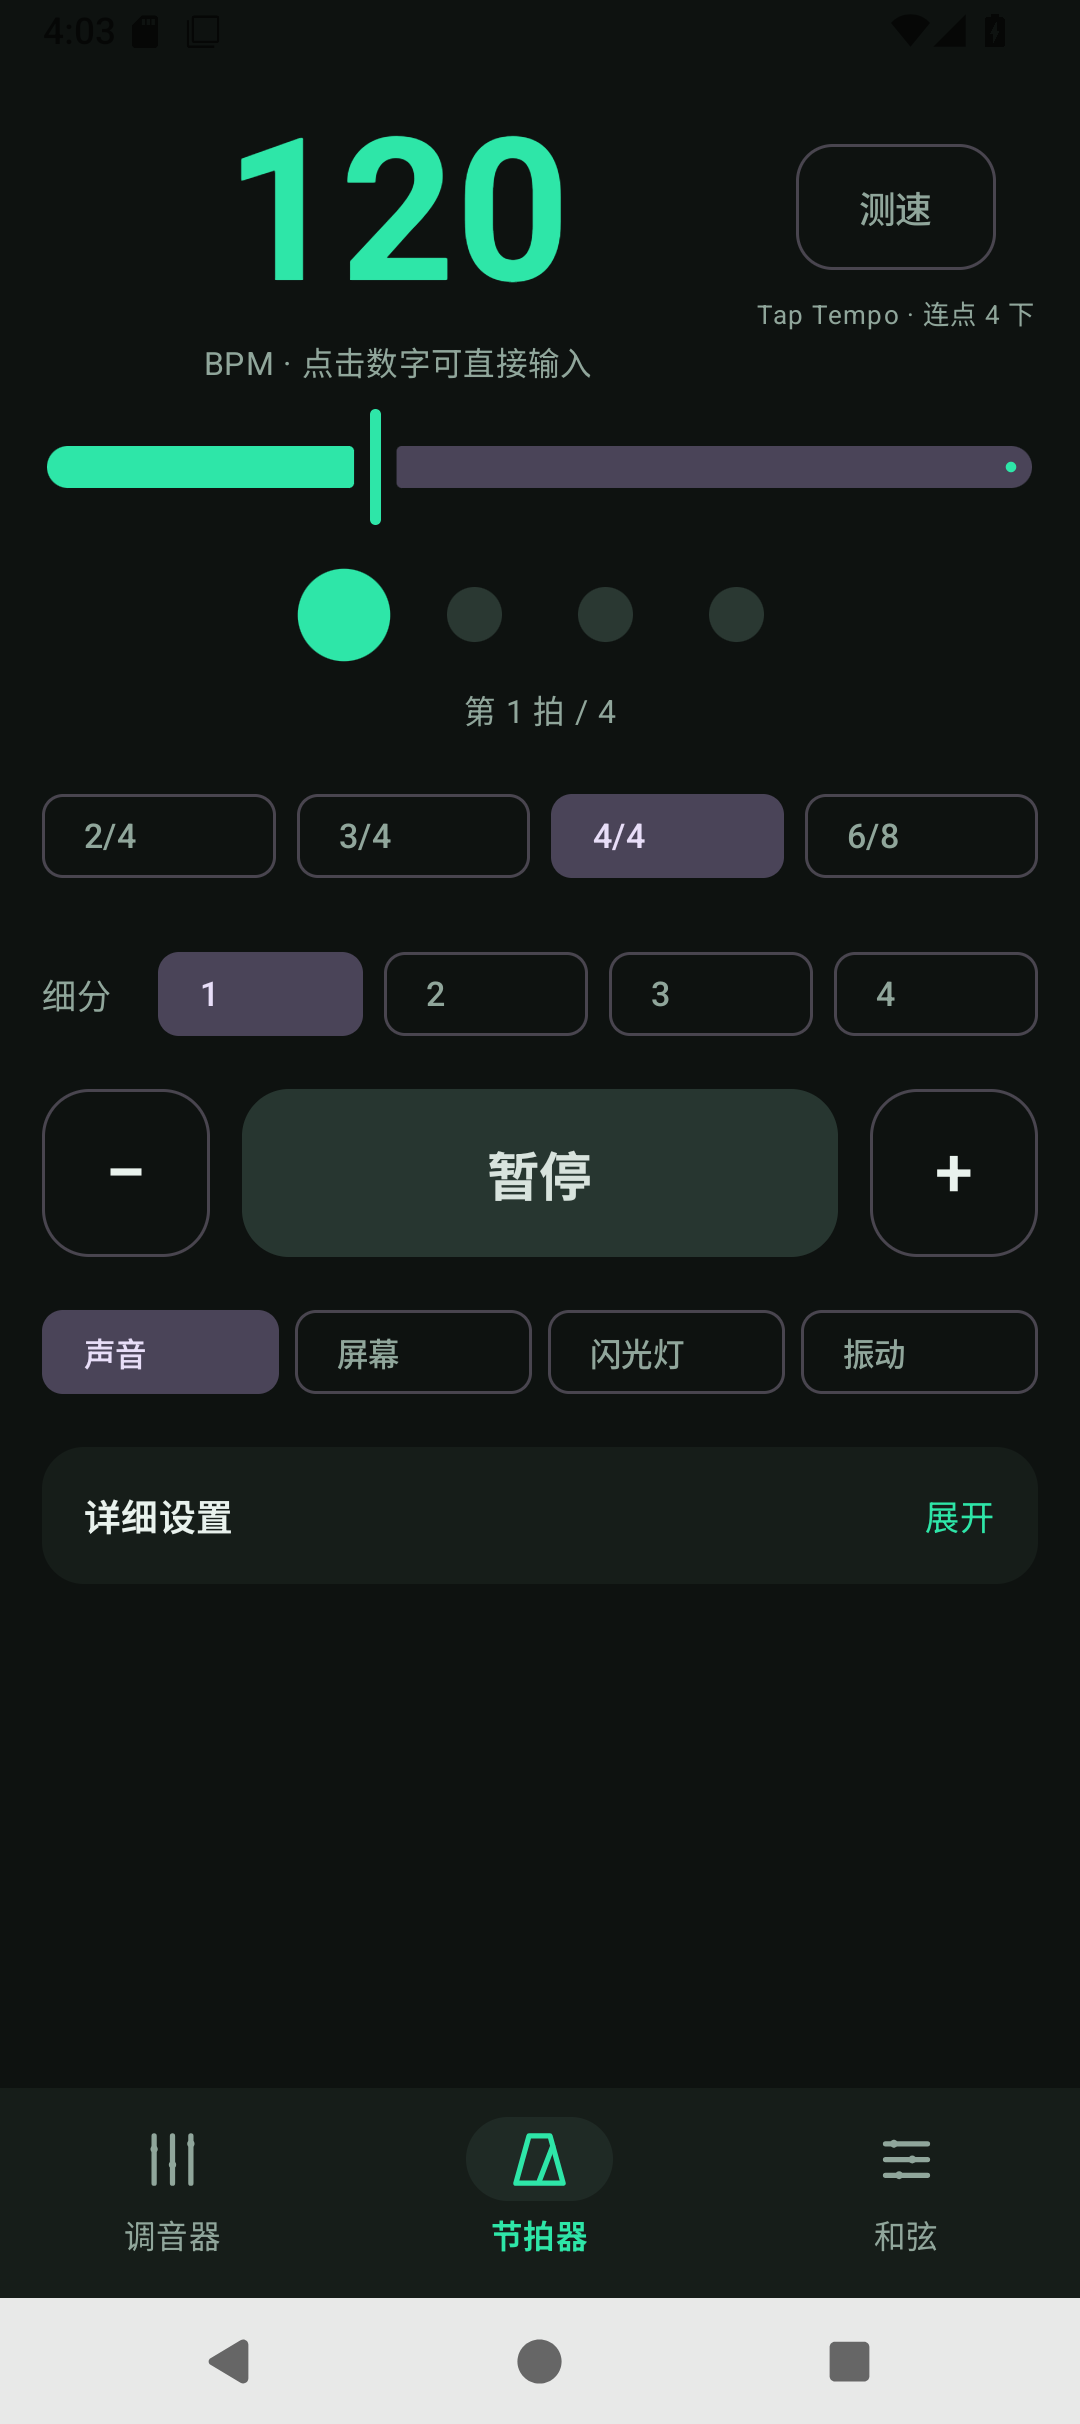 4:03
120
测速
Tap Tempo · 连点 4 下
BPM · 点击数字可直接输入
第 1 拍 / 4
2/4 3/4 4/4 6/8
细分 1 2 3 4
− 暂停 +
声音 屏幕 闪光灯 振动
详细设置 展开
调音器 节拍器 和弦